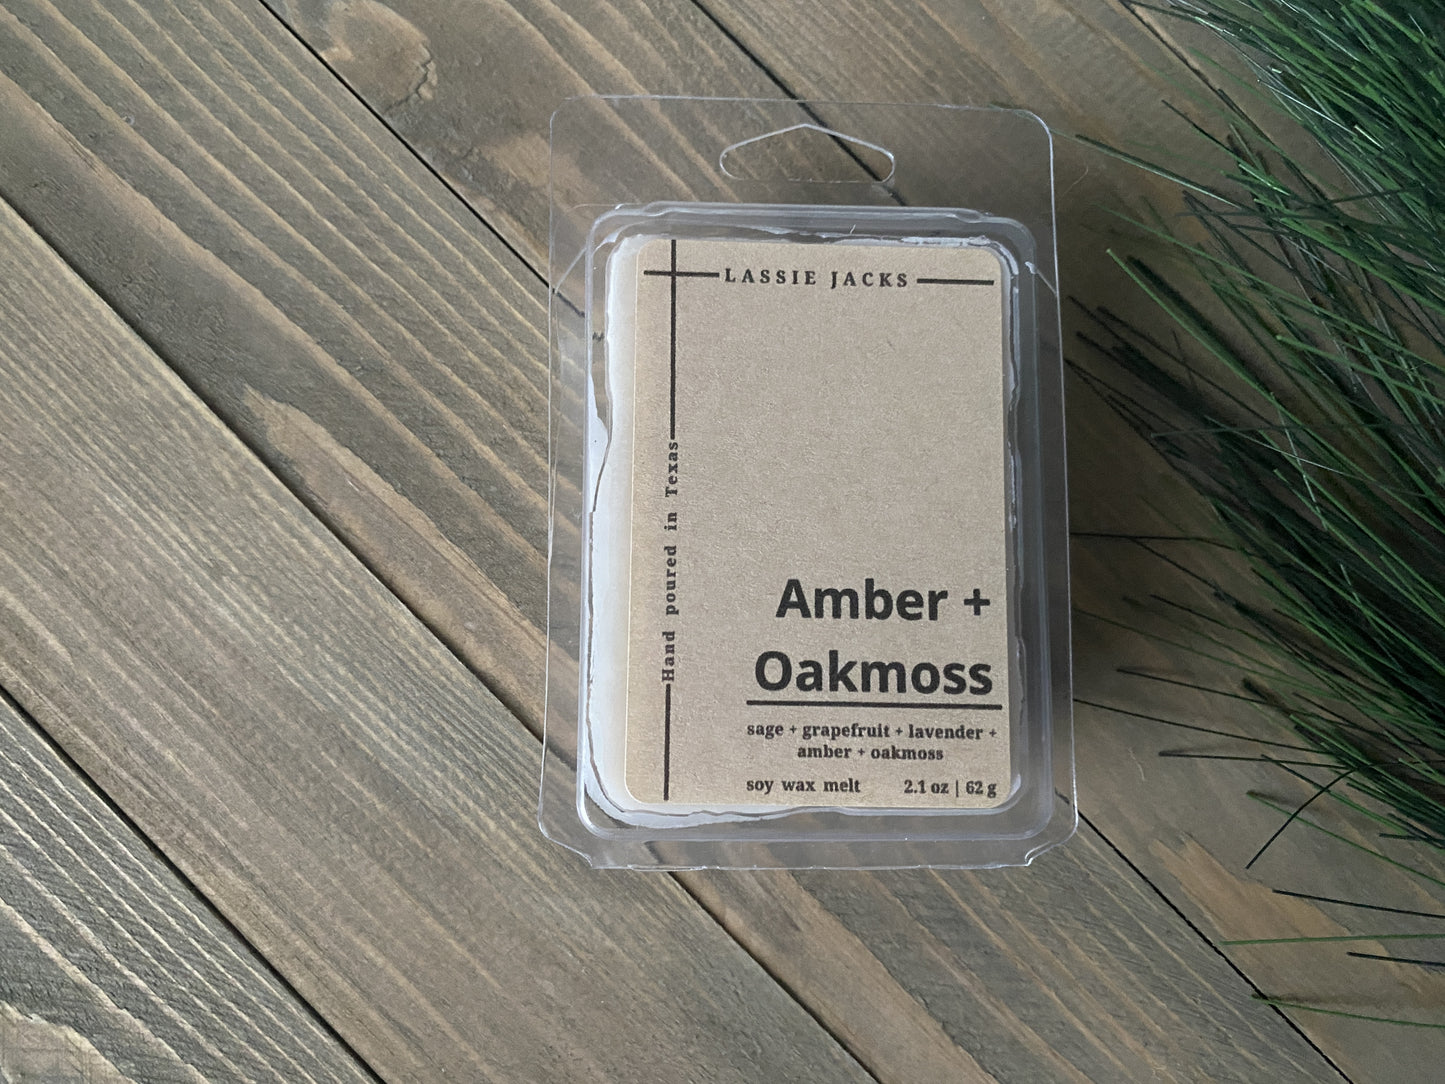 LASSIE JACKS
Hand poured in Texas
Amber +
Oakmoss
sage + grapefruit + lavender +
amber + oakmoss
soy wax melt 2.1 oz | 62 g